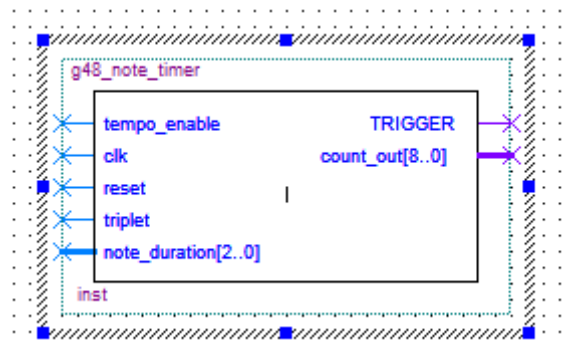 g48_note_timer
tempo_enable TRIGGER
clk count_out[8..0]
reset
triplet
note_duration[2..0]
inst